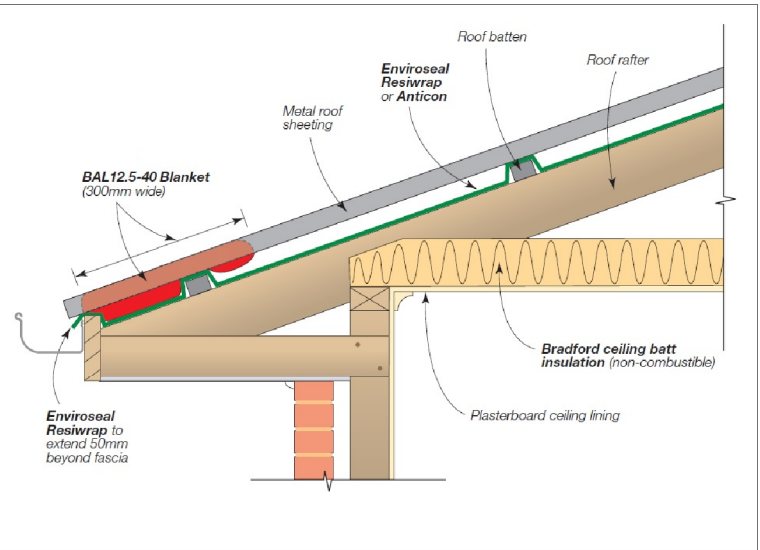 Roof batten
Roof rafter
Enviroseal
Resiwrap
or Anticon
Metal roof
sheeting
BAL12.5-40 Blanket
(300mm wide)
Bradford ceiling batt
insulation (non-combustible)
Plasterboard ceiling lining
Enviroseal
Resiwrap to
extend 50mm
beyond fascia